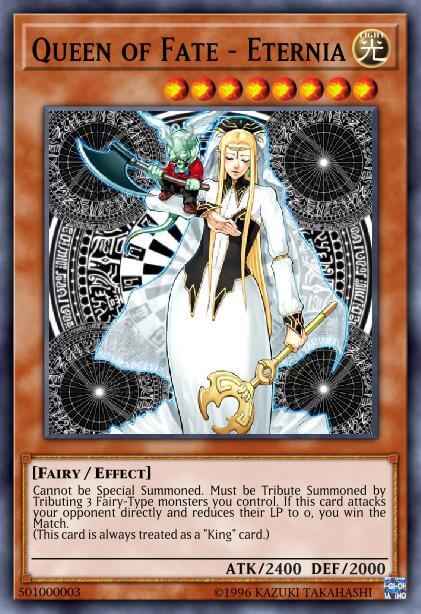 Queen of Fate - Eternia
LIGHT
光
[Fairy / Effect]
Cannot be Special Summoned. Must be Tribute Summoned by
Tributing 3 Fairy-Type monsters you control. If this card attacks
your opponent directly and reduces their LP to 0, you win the
Match.
(This card is always treated as a "King" card.)
ATK/2400 DEF/2000
501000003
©1996 KAZUKI TAKAHASHI